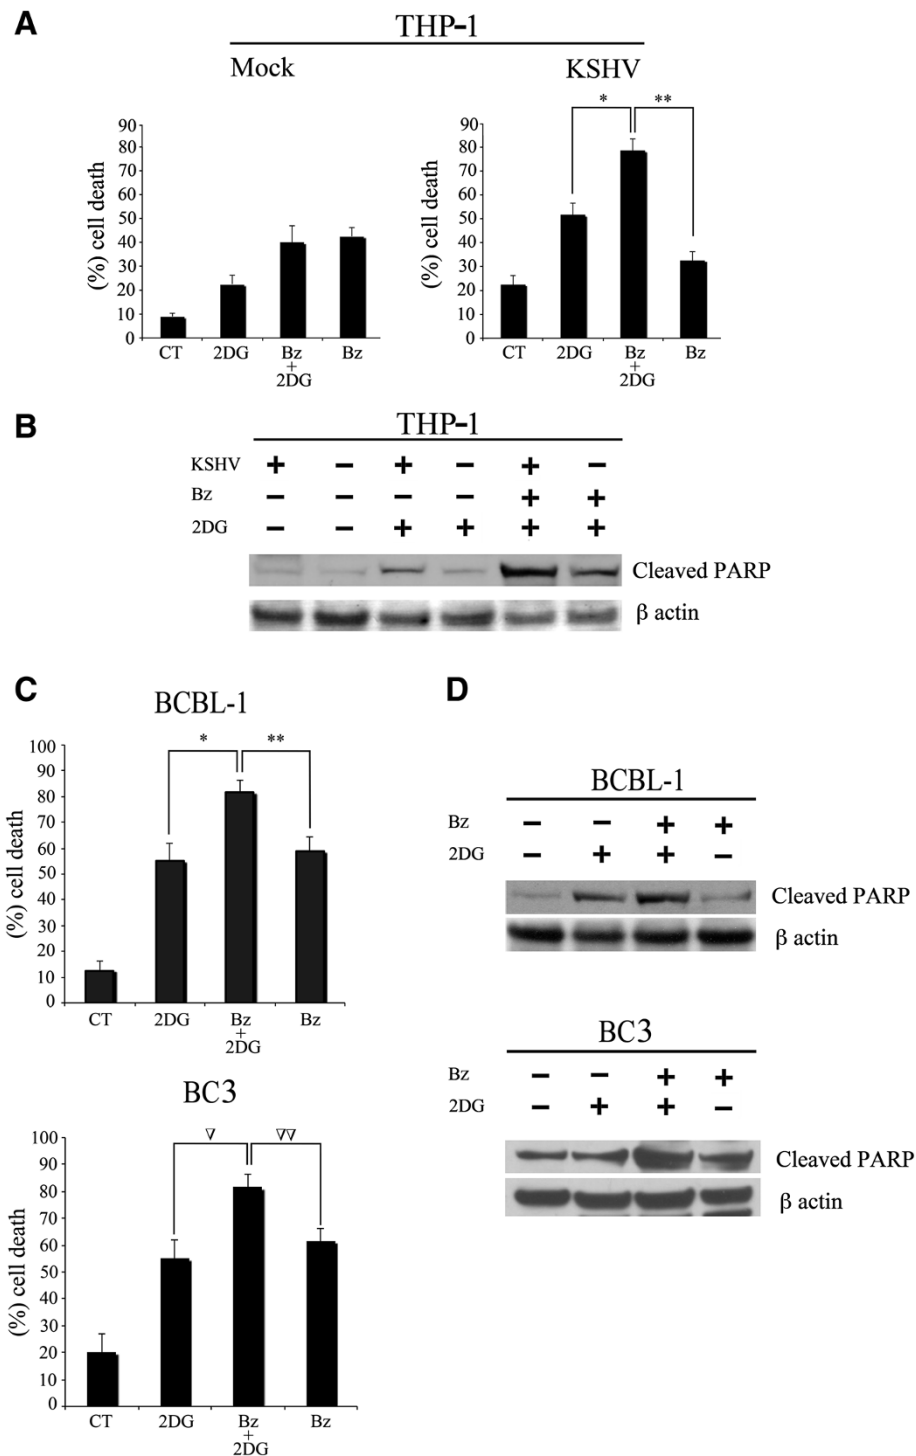 A
THP-1
Mock
KSHV
* **
(%) cell death
90
80
70
60
50
40
30
20
10
0
CT 2DG Bz + 2DG Bz
(%) cell death
90
80
70
60
50
40
30
20
10
0
CT 2DG Bz + 2DG Bz
B
THP-1
KSHV + − + − + −
Bz − − − − + +
2DG − − + + + +
Cleaved PARP
β actin
C
BCBL-1
* **
(%) cell death
100
90
80
70
60
50
40
30
20
10
0
CT 2DG Bz + 2DG Bz
BC3
∇ ∇∇
(%) cell death
100
90
80
70
60
50
40
30
20
10
0
CT 2DG Bz + 2DG Bz
D
BCBL-1
Bz − − + +
2DG − + + −
Cleaved PARP
β actin
BC3
Bz − − + +
2DG − + + −
Cleaved PARP
β actin